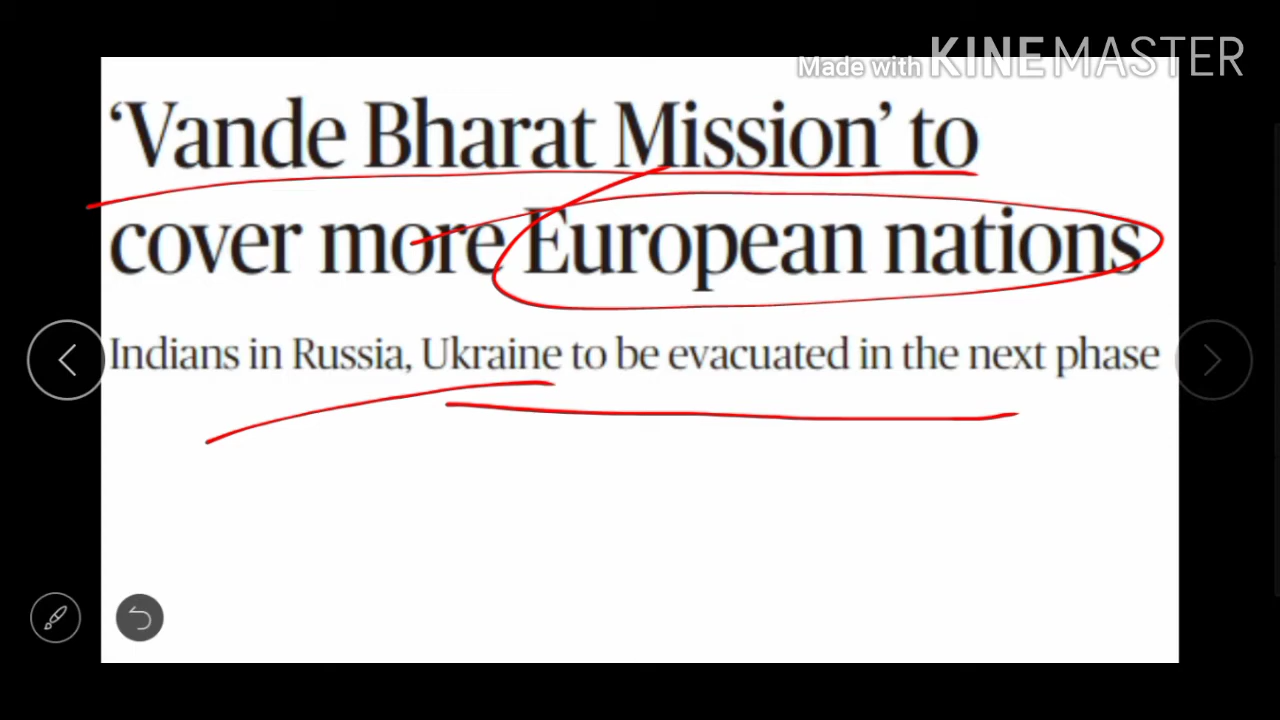 Made with KINEMASTER
‘Vande Bharat Mission’ to
cover more European nations
Indians in Russia, Ukraine to be evacuated in the next phase